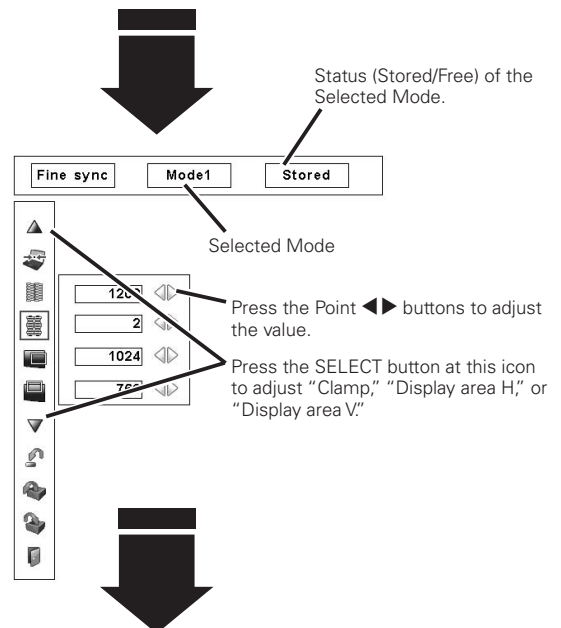 Status (Stored/Free) of the
Selected Mode.
Fine sync
Mode1
Stored
Selected Mode
2
1024
Press the Point ◀▶ buttons to adjust
the value.
Press the SELECT button at this icon
to adjust “Clamp,” “Display area H,” or
“Display area V.”